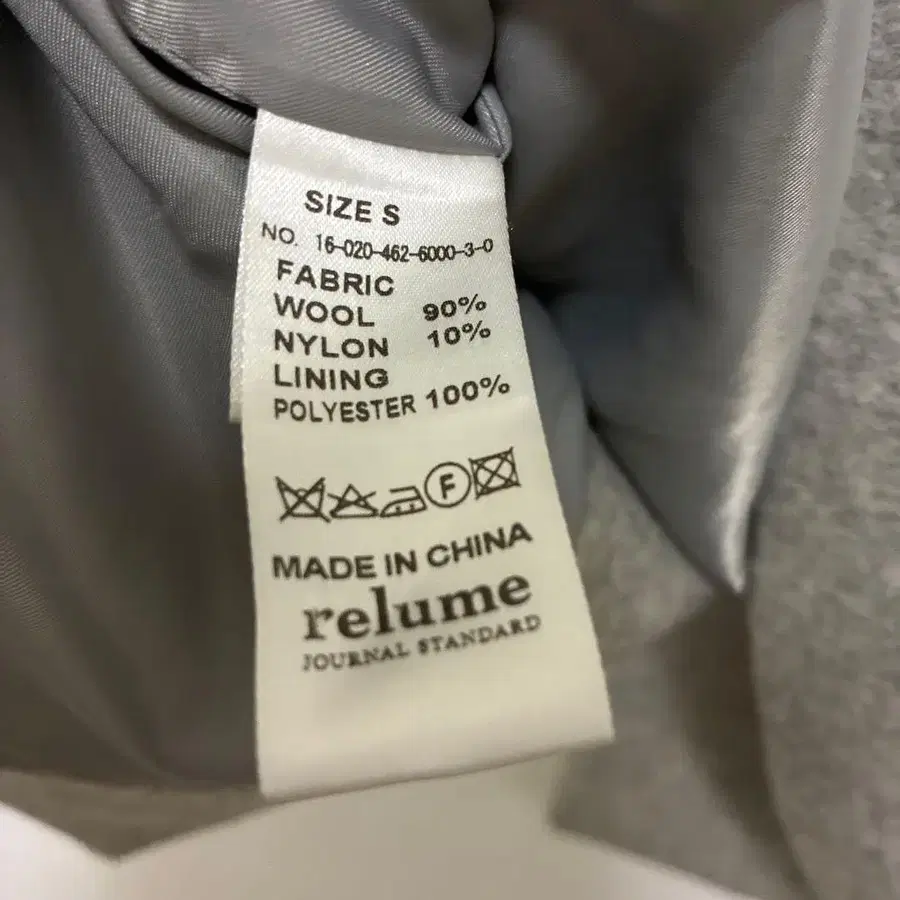 SIZE S
NO. 16-020-462-6000-3-0
FABRIC
WOOL 90%
NYLON 10%
LINING
POLYESTER 100%
F
MADE IN CHINA
relume
JOURNAL STANDARD